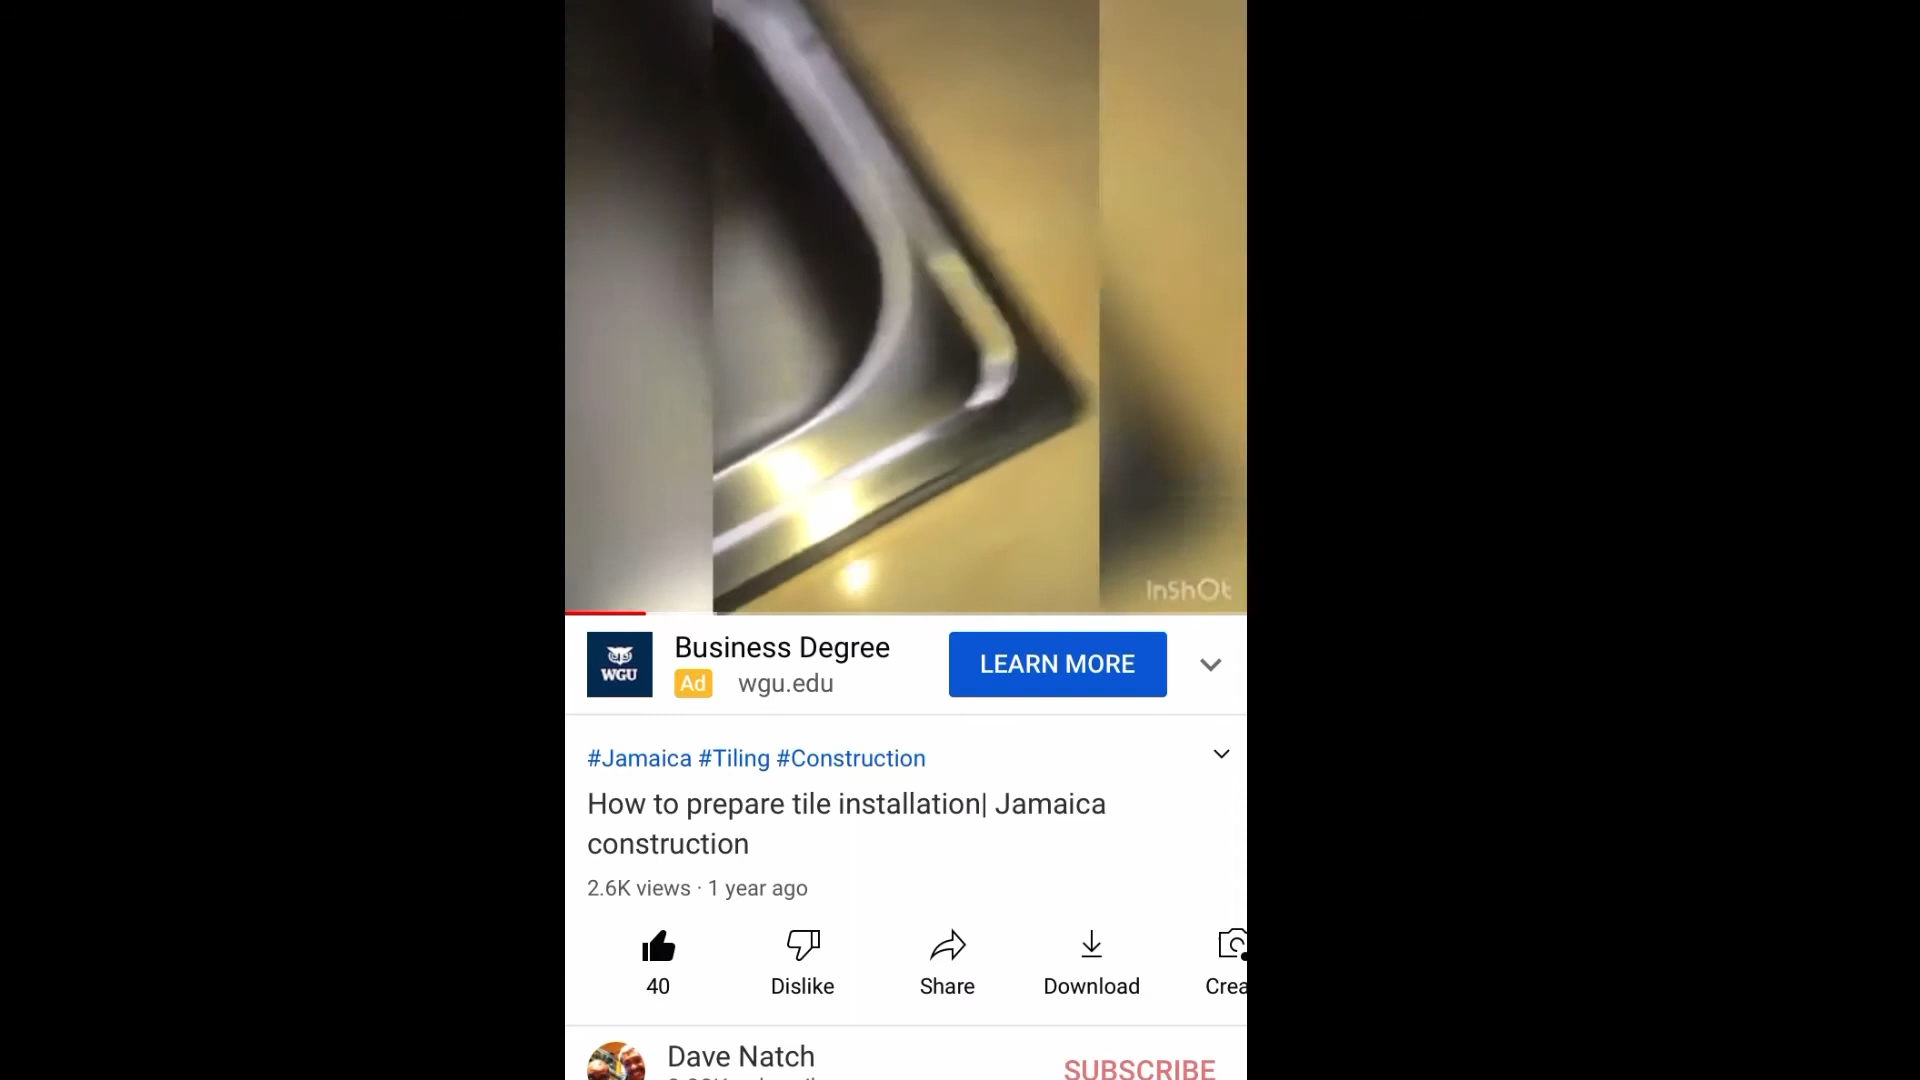 InShOt
WGU
Business Degree
LEARN MORE
Ad wgu.edu
#Jamaica #Tiling #Construction
How to prepare tile installation| Jamaica
construction
2.6K views · 1 year ago
40 Dislike Share Download Crea
Dave Natch
SUBSCRIBE